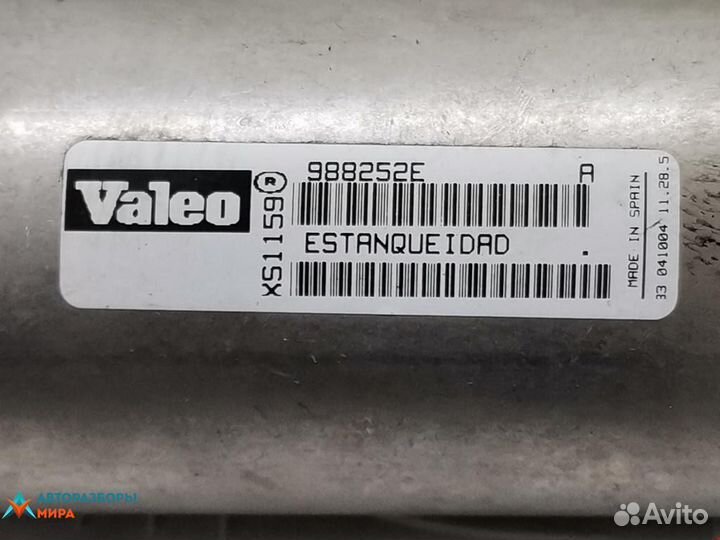 Valeo
XS1159®
988252E A
ESTANQUEIDAD .
MADE IN SPAIN
33 041004 11.28.5
АВТОРАЗБОРЫ
МИРА
Avito